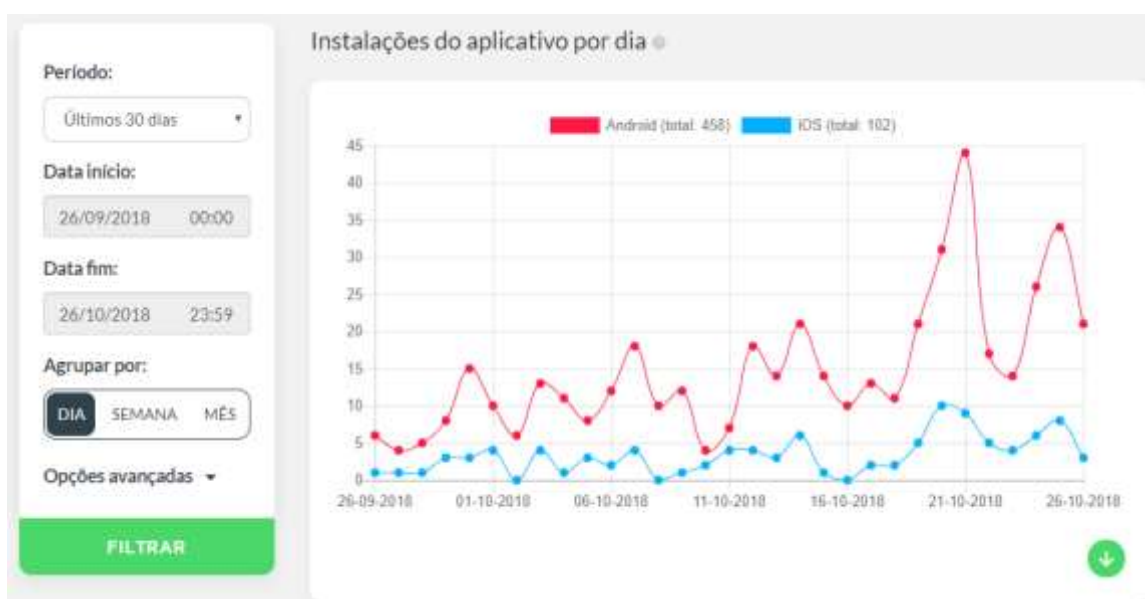 Instalações do aplicativo por dia
Período:
Últimos 30 dias
Data início:
26/09/2018 00:00
Data fim:
26/10/2018 23:59
Agrupar por:
DIA SEMANA MÊS
Opções avançadas
FILTRAR
Android (total: 458) iOS (total: 102)
45
40
35
30
25
20
15
10
5
0
26-09-2018 01-10-2018 06-10-2018 11-10-2018 16-10-2018 21-10-2018 26-10-2018